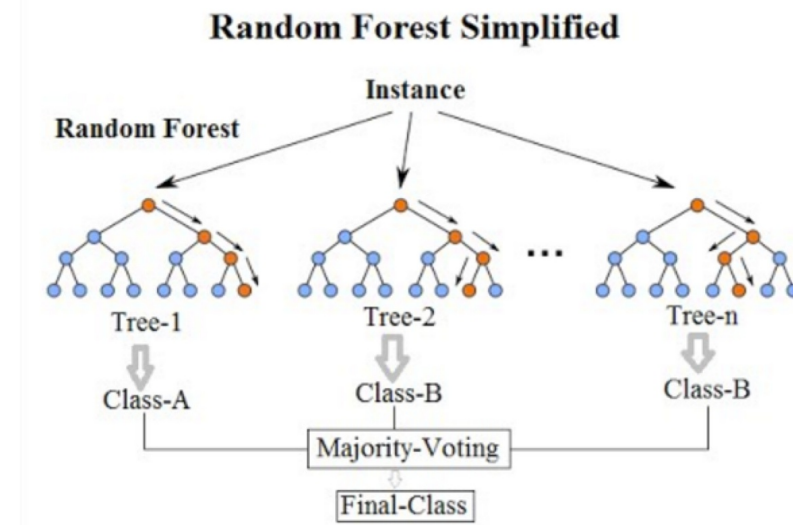 Random Forest Simplified
Instance
Random Forest
...
Tree-1
Tree-2
Tree-n
Class-A
Class-B
Class-B
Majority-Voting
Final-Class